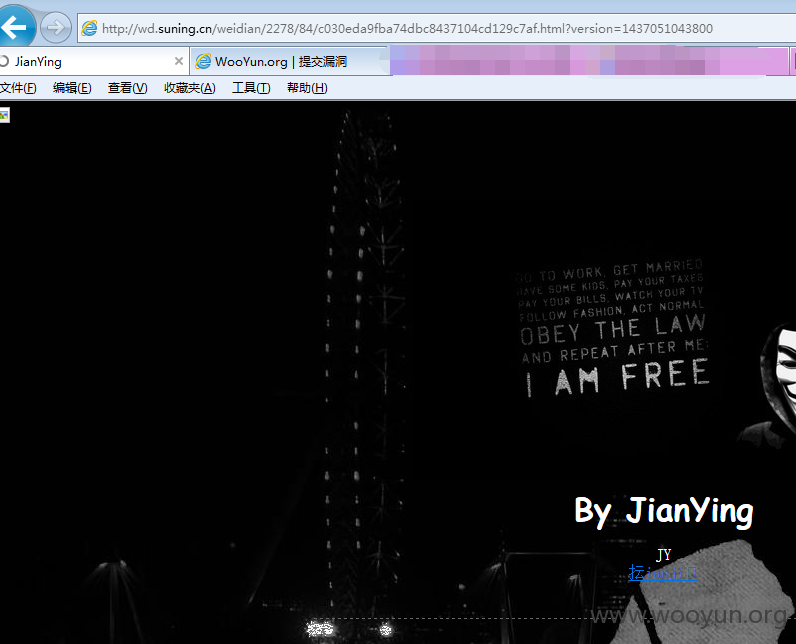 http://wd.suning.cn/weidian/2278/84/c030eda9fba74dbc8437104cd129c7af.html?version=1437051043800
JianYing
WooYun.org | 提交漏洞
文件(F) 编辑(E) 查看(V) 收藏夹(A) 工具(T) 帮助(H)
GO TO WORK, GET MARRIED
HAVE SOME KIDS, PAY YOUR TAXES
PAY YOUR BILLS, WATCH YOUR TV
FOLLOW FASHION, ACT NORMAL
OBEY THE LAW
AND REPEAT AFTER ME:
I AM FREE
By JianYing
JY
www.wooyun.org